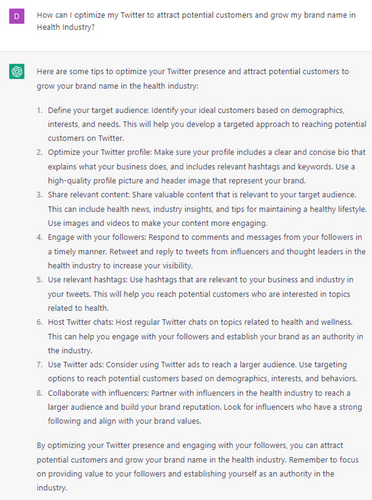 D
How can I optimize my Twitter to attract potential customers and grow my brand name in
Health Industry?
Here are some tips to optimize your Twitter presence and attract potential customers to
grow your brand name in the health industry:
1. Define your target audience: Identify your ideal customers based on demographics,
interests, and needs. This will help you develop a targeted approach to reaching potential
customers on Twitter.
2. Optimize your Twitter profile: Make sure your profile includes a clear and concise bio that
explains what your business does, and includes relevant hashtags and keywords. Use a
high-quality profile picture and header image that represent your brand.
3. Share relevant content: Share valuable content that is relevant to your target audience.
This can include health news, industry insights, and tips for maintaining a healthy lifestyle.
Use images and videos to make your content more engaging.
4. Engage with your followers: Respond to comments and messages from your followers in
a timely manner. Retweet and reply to tweets from influencers and thought leaders in the
health industry to increase your visibility.
5. Use relevant hashtags: Use hashtags that are relevant to your business and industry in
your tweets. This will help you reach potential customers who are interested in topics
related to health.
6. Host Twitter chats: Host regular Twitter chats on topics related to health and wellness.
This can help you engage with your followers and establish your brand as an authority in
the industry.
7. Use Twitter ads: Consider using Twitter ads to reach a larger audience. Use targeting
options to reach potential customers based on demographics, interests, and behaviors.
8. Collaborate with influencers: Partner with influencers in the health industry to reach a
larger audience and build your brand reputation. Look for influencers who have a strong
following and align with your brand values.
By optimizing your Twitter presence and engaging with your followers, you can attract
potential customers and grow your brand name in the health industry. Remember to focus
on providing value to your followers and establishing yourself as an authority in the
industry.